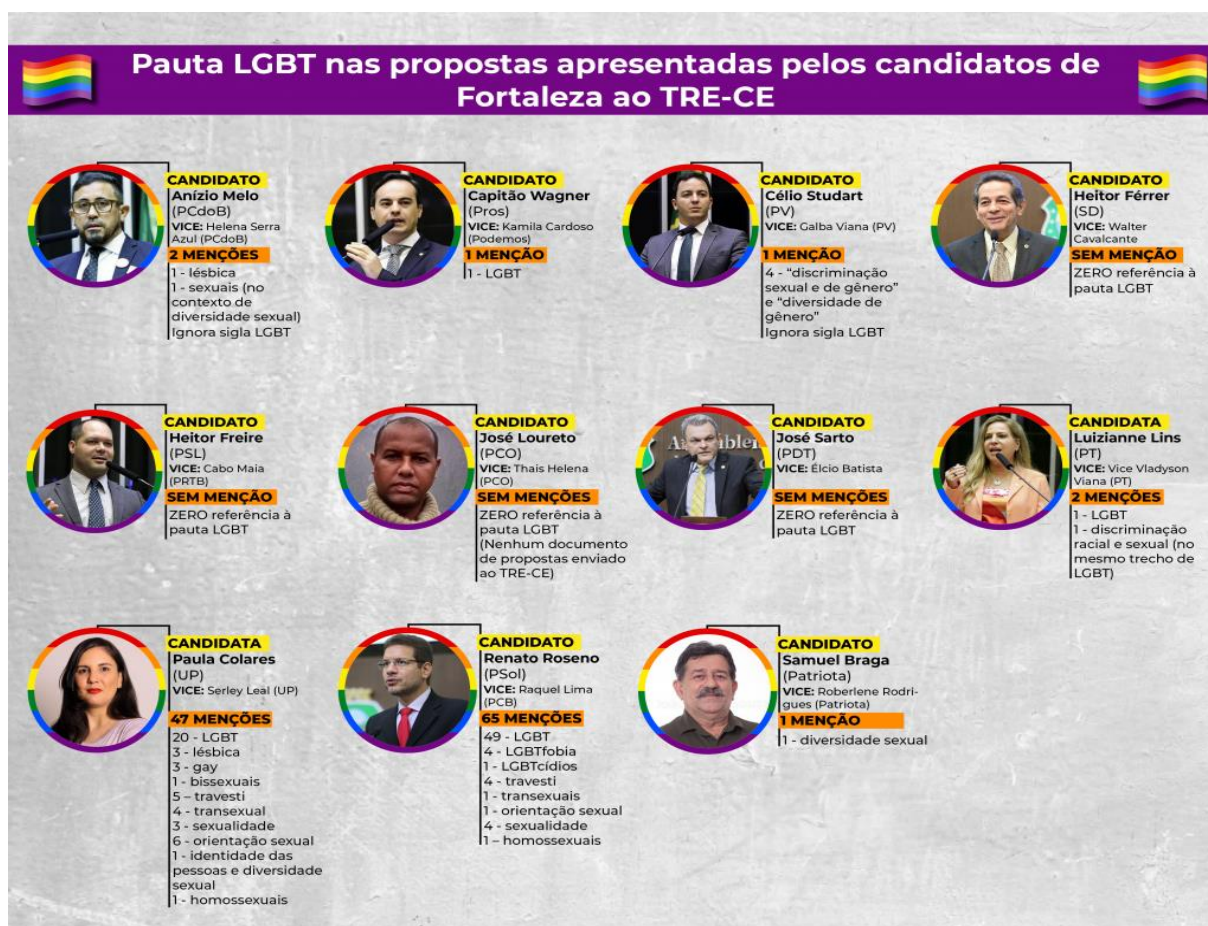 Pauta LGBT nas propostas apresentadas pelos candidatos de
Fortaleza ao TRE-CE
CANDIDATO
Anízio Melo
(PCdoB)
VICE: Helena Serra
Azul (PCdoB)
2 MENÇÕES
1 - lésbica
1 - sexuais (no
contexto de
diversidade sexual)
Ignora sigla LGBT
CANDIDATO
Capitão Wagner
(Pros)
VICE: Kamila Cardoso
(Podemos)
1 MENÇÃO
1 - LGBT
CANDIDATO
Célio Studart
(PV)
VICE: Galba Viana (PV)
1 MENÇÃO
4 - “discriminação
sexual e de gênero”
e “diversidade de
gênero”
Ignora sigla LGBT
CANDIDATO
Heitor Férrer
(SD)
VICE: Walter
Cavalcante
SEM MENÇÃO
ZERO referência à
pauta LGBT
CANDIDATO
Heitor Freire
(PSL)
VICE: Cabo Maia
(PRTB)
SEM MENÇÃO
ZERO referência à
pauta LGBT
CANDIDATO
José Loureto
(PCO)
VICE: Thais Helena
(PCO)
SEM MENÇÕES
ZERO referência à
pauta LGBT
(Nenhum documento
de propostas enviado
ao TRE-CE)
CANDIDATO
José Sarto
(PDT)
VICE: Élcio Batista
SEM MENÇÕES
ZERO referência à
pauta LGBT
CANDIDATA
Luizianne Lins
(PT)
VICE: Vice Vladyson
Viana (PT)
2 MENÇÕES
1 - LGBT
1 - discriminação
racial e sexual (no
mesmo trecho de
LGBT)
CANDIDATA
Paula Colares
(UP)
VICE: Serley Leal (UP)
47 MENÇÕES
20 - LGBT
3 - lésbica
3 - gay
1 - bissexuais
5 – travesti
4 - transexual
3 - sexualidade
6 - orientação sexual
1 - identidade das
pessoas e diversidade
sexual
1 - homossexuais
CANDIDATO
Renato Roseno
(PSol)
VICE: Raquel Lima
(PCB)
65 MENÇÕES
49 - LGBT
4 - LGBTfobia
1 - LGBTcídios
4 - travesti
1 - transexuais
1 - orientação sexual
4 - sexualidade
1 – homossexuais
CANDIDATO
Samuel Braga
(Patriota)
VICE: Roberlene Rodri-
gues (Patriota)
1 MENÇÃO
1 - diversidade sexual